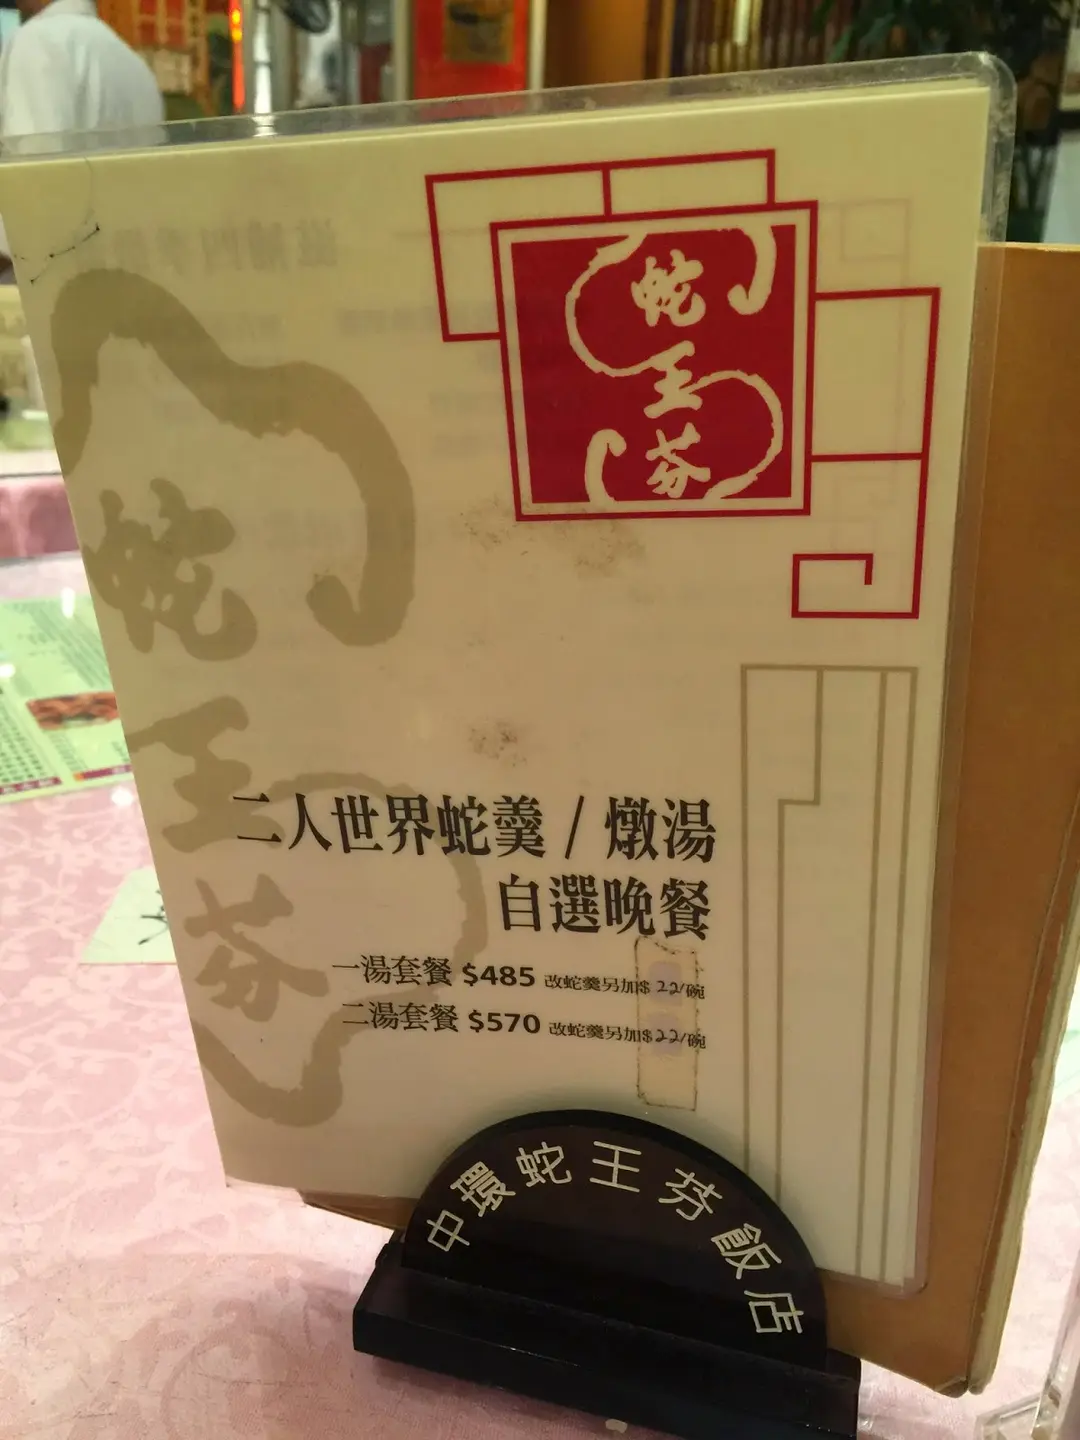 蛇王芬
蛇王芬
二人世界蛇羹 / 燉湯
自選晚餐
一湯套餐 $485 改蛇羹另加$ 22/碗
二湯套餐 $570 改蛇羹另加$ 22/碗
中環蛇王芬飯店